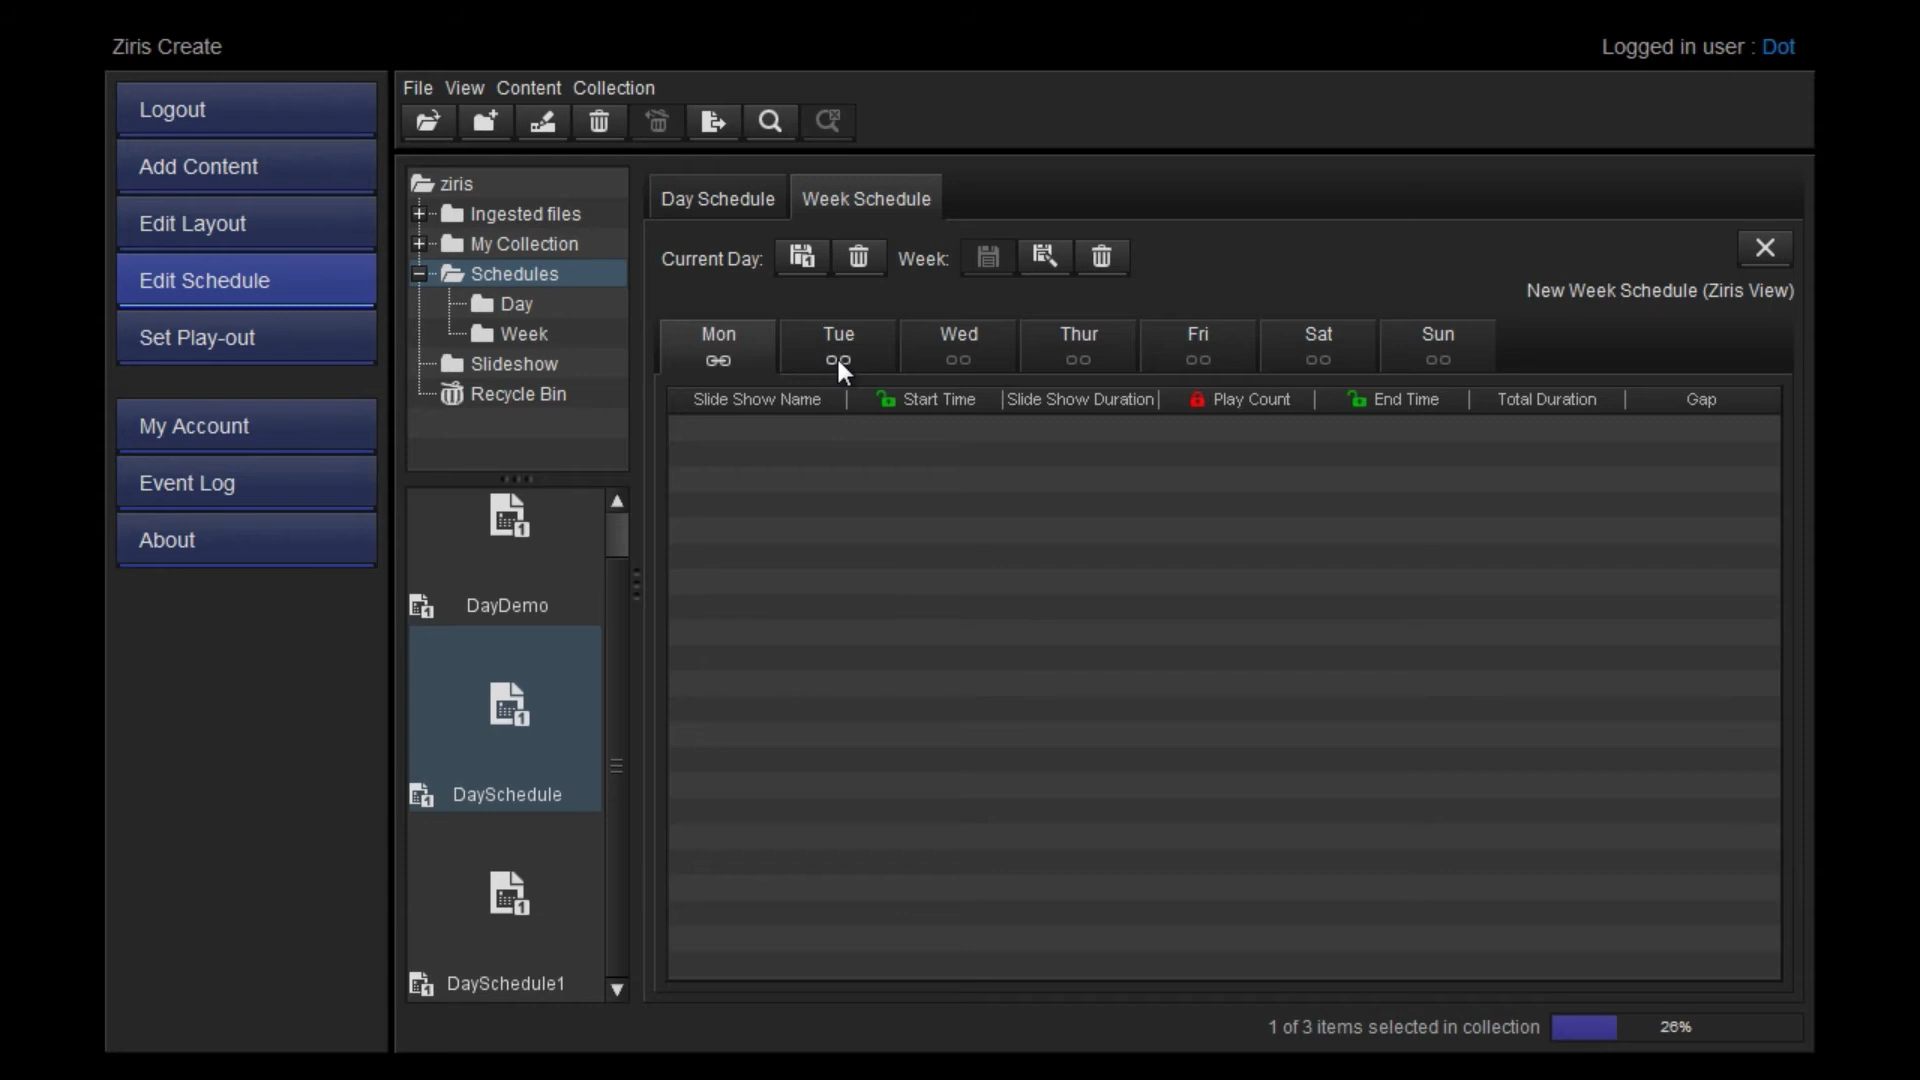 Ziris Create
Logged in user : Dot
Logout
Add Content
Edit Layout
Edit Schedule
Set Play-out
My Account
Event Log
About
File View Content Collection
ziris
Ingested files
My Collection
Schedules
Day
Week
Slideshow
Recycle Bin
DayDemo
DaySchedule
DaySchedule1
Day Schedule
Week Schedule
Current Day:
Week:
New Week Schedule (Ziris View)
Mon Tue Wed Thur Fri Sat Sun
Slide Show Name Start Time Slide Show Duration Play Count End Time Total Duration Gap
1 of 3 items selected in collection
26%